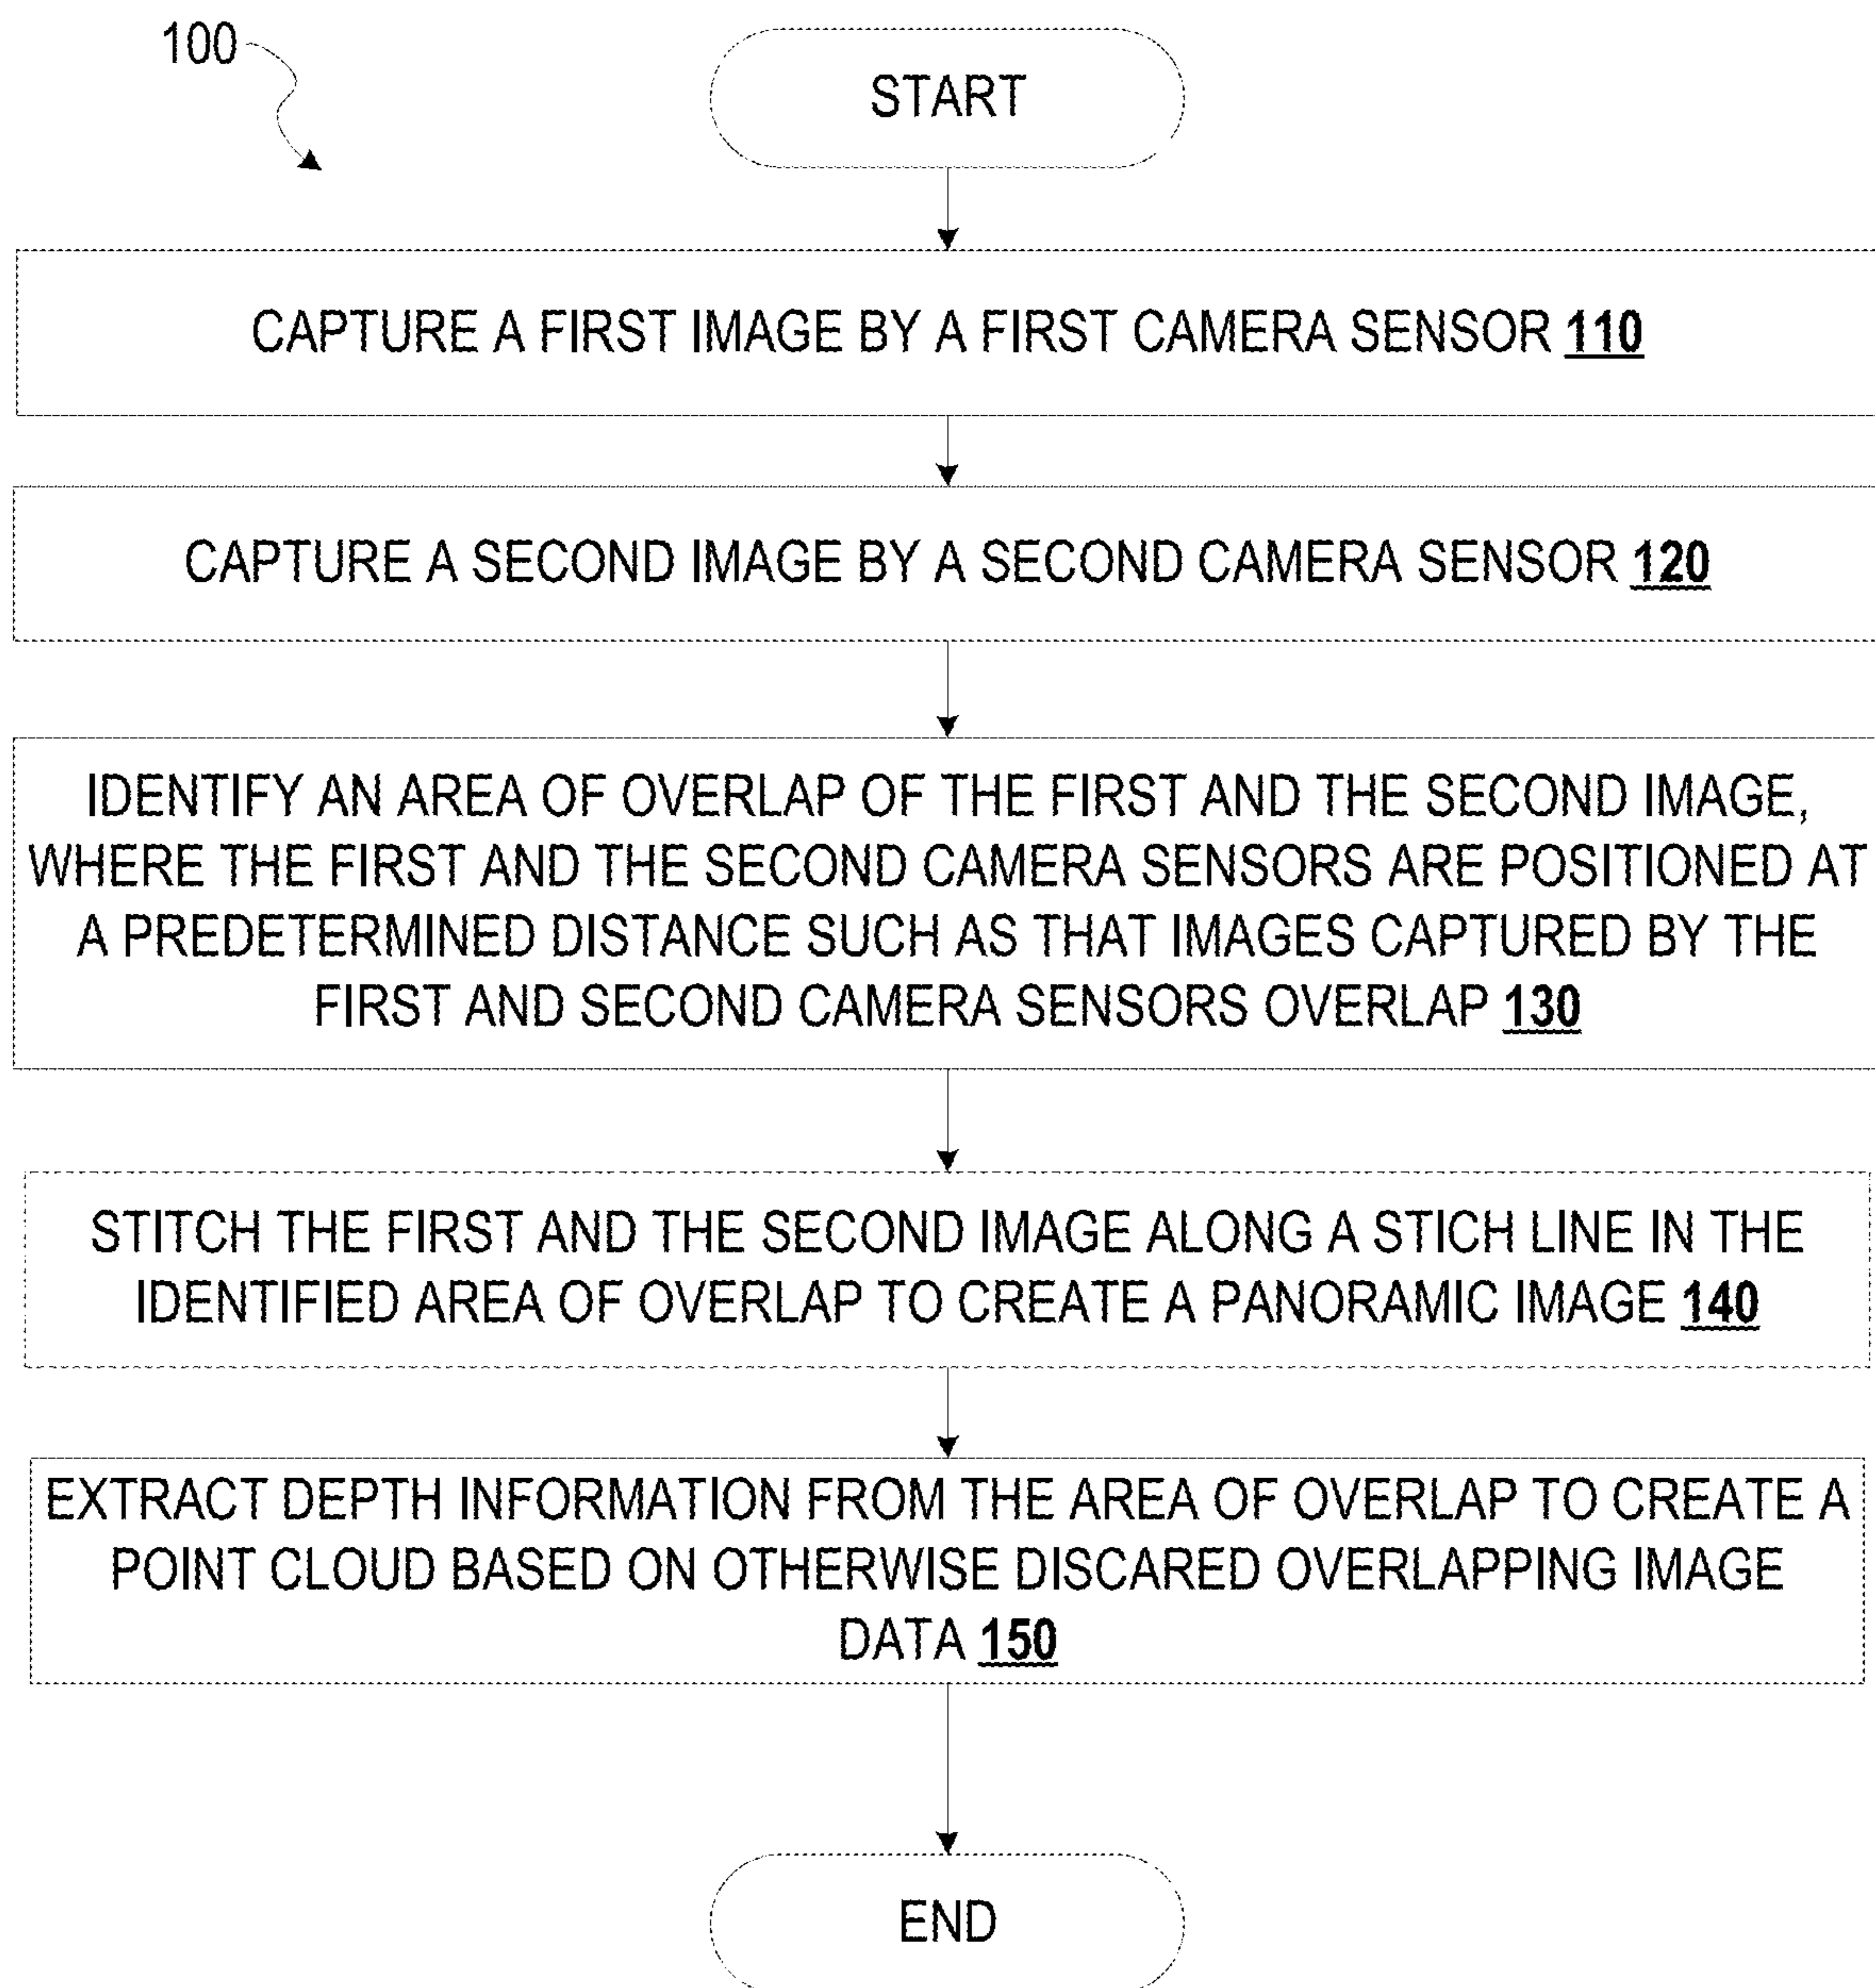 100
START
CAPTURE A FIRST IMAGE BY A FIRST CAMERA SENSOR 110
CAPTURE A SECOND IMAGE BY A SECOND CAMERA SENSOR 120
IDENTIFY AN AREA OF OVERLAP OF THE FIRST AND THE SECOND IMAGE,
WHERE THE FIRST AND THE SECOND CAMERA SENSORS ARE POSITIONED AT
A PREDETERMINED DISTANCE SUCH AS THAT IMAGES CAPTURED BY THE
FIRST AND SECOND CAMERA SENSORS OVERLAP 130
STITCH THE FIRST AND THE SECOND IMAGE ALONG A STICH LINE IN THE
IDENTIFIED AREA OF OVERLAP TO CREATE A PANORAMIC IMAGE 140
EXTRACT DEPTH INFORMATION FROM THE AREA OF OVERLAP TO CREATE A
POINT CLOUD BASED ON OTHERWISE DISCARED OVERLAPPING IMAGE
DATA 150
END